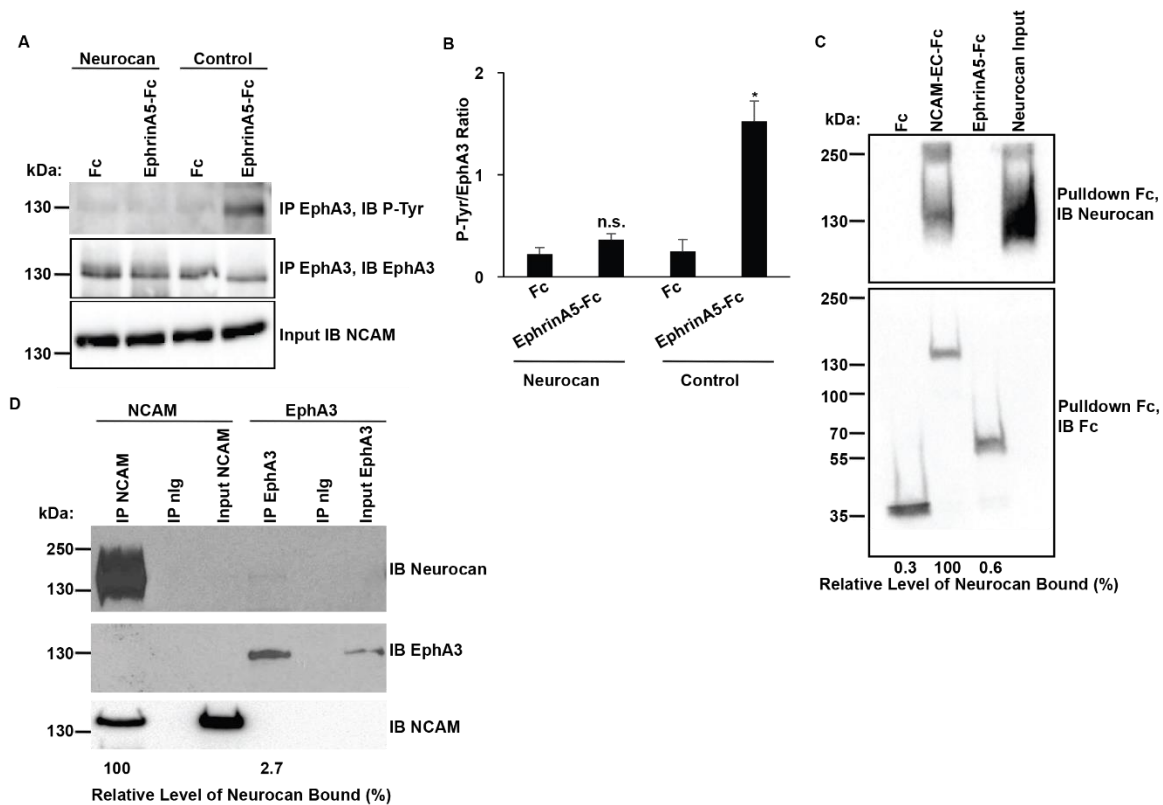 A
Neurocan Control
Fc EphrinA5-Fc Fc EphrinA5-Fc
kDa:
130 IP EphA3, IB P-Tyr
130 IP EphA3, IB EphA3
130 Input IB NCAM
B
P-Tyr/EphA3 Ratio
2
1
0
n.s.
*
Fc EphrinA5-Fc Fc EphrinA5-Fc
Neurocan Control
C
kDa: Fc NCAM-EC-Fc EphrinA5-Fc Neurocan Input
250
130
Pulldown Fc,
IB Neurocan
250
130
100
70
55
35
Pulldown Fc,
IB Fc
0.3 100 0.6
Relative Level of Neurocan Bound (%)
D
NCAM EphA3
kDa: IP NCAM IP nIg Input NCAM IP EphA3 IP nIg Input EphA3
250
130
IB Neurocan
130 IB EphA3
130 IB NCAM
100 2.7
Relative Level of Neurocan Bound (%)